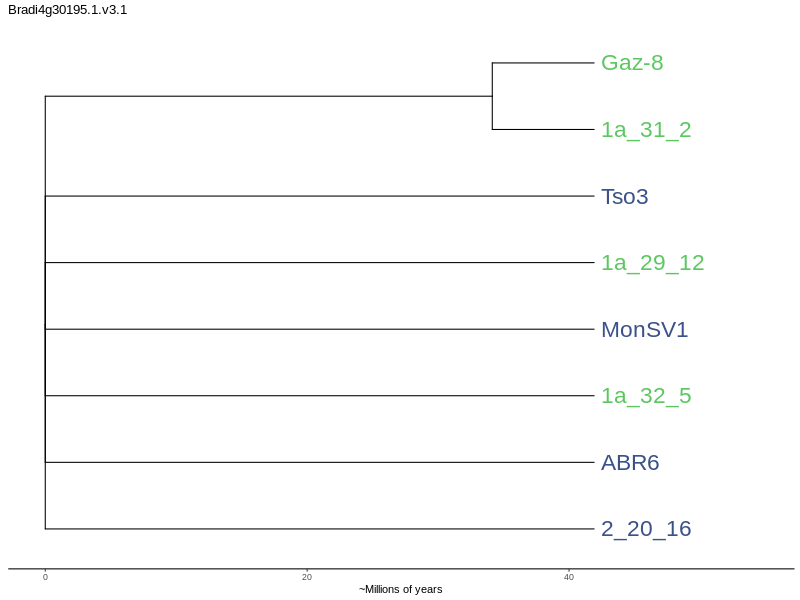 Bradi4g30195.1.v3.1
Gaz-8
1a_31_2
Tso3
1a_29_12
MonSV1
1a_32_5
ABR6
2_20_16
0 20 40
~Millions of years